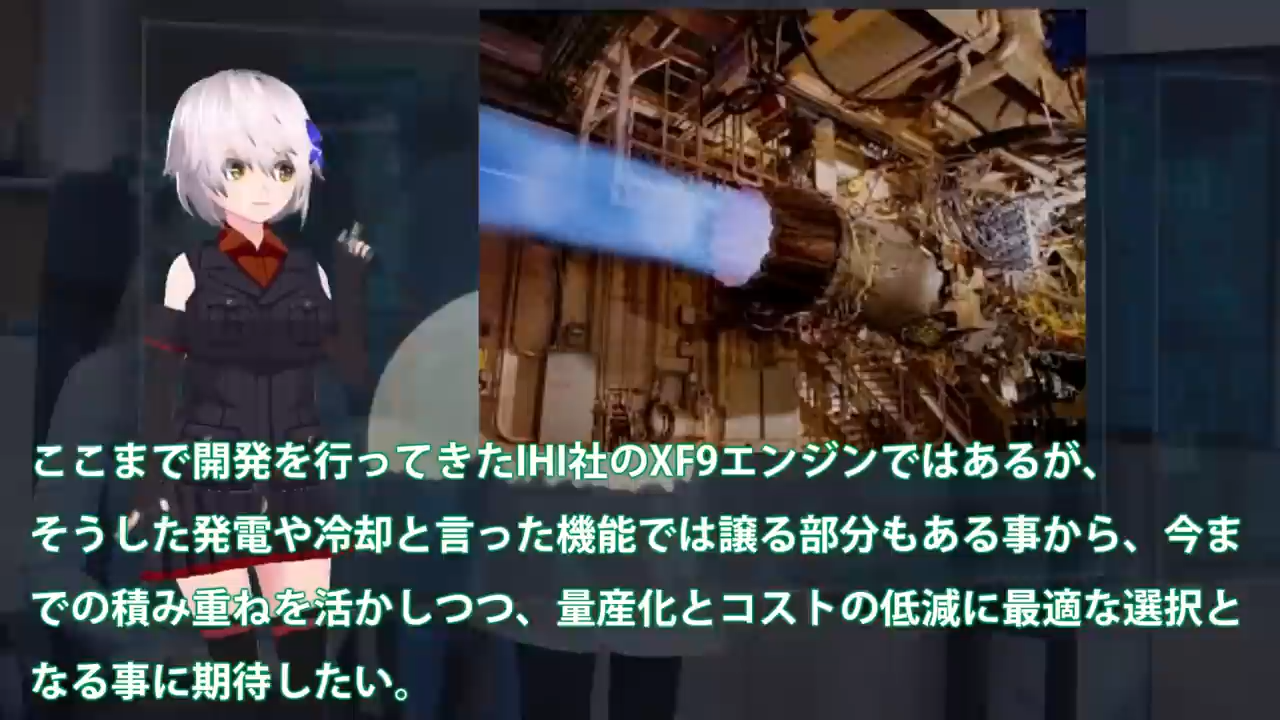 ここまで開発を行ってきたIHI社のXF9エンジンではあるが、
そうした発電や冷却と言った機能では譲る部分もある事から、今ま
での積み重ねを活かしつつ、量産化とコストの低減に最適な選択と
なる事に期待したい。